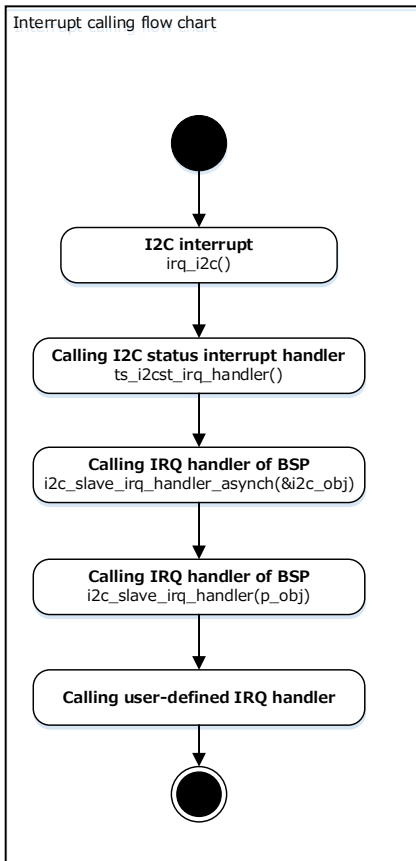 Interrupt calling flow chart
I2C interrupt
irq_i2c()
Calling I2C status interrupt handler
ts_i2cst_irq_handler()
Calling IRQ handler of BSP
i2c_slave_irq_handler_asynch(&i2c_obj)
Calling IRQ handler of BSP
i2c_slave_irq_handler(p_obj)
Calling user-defined IRQ handler